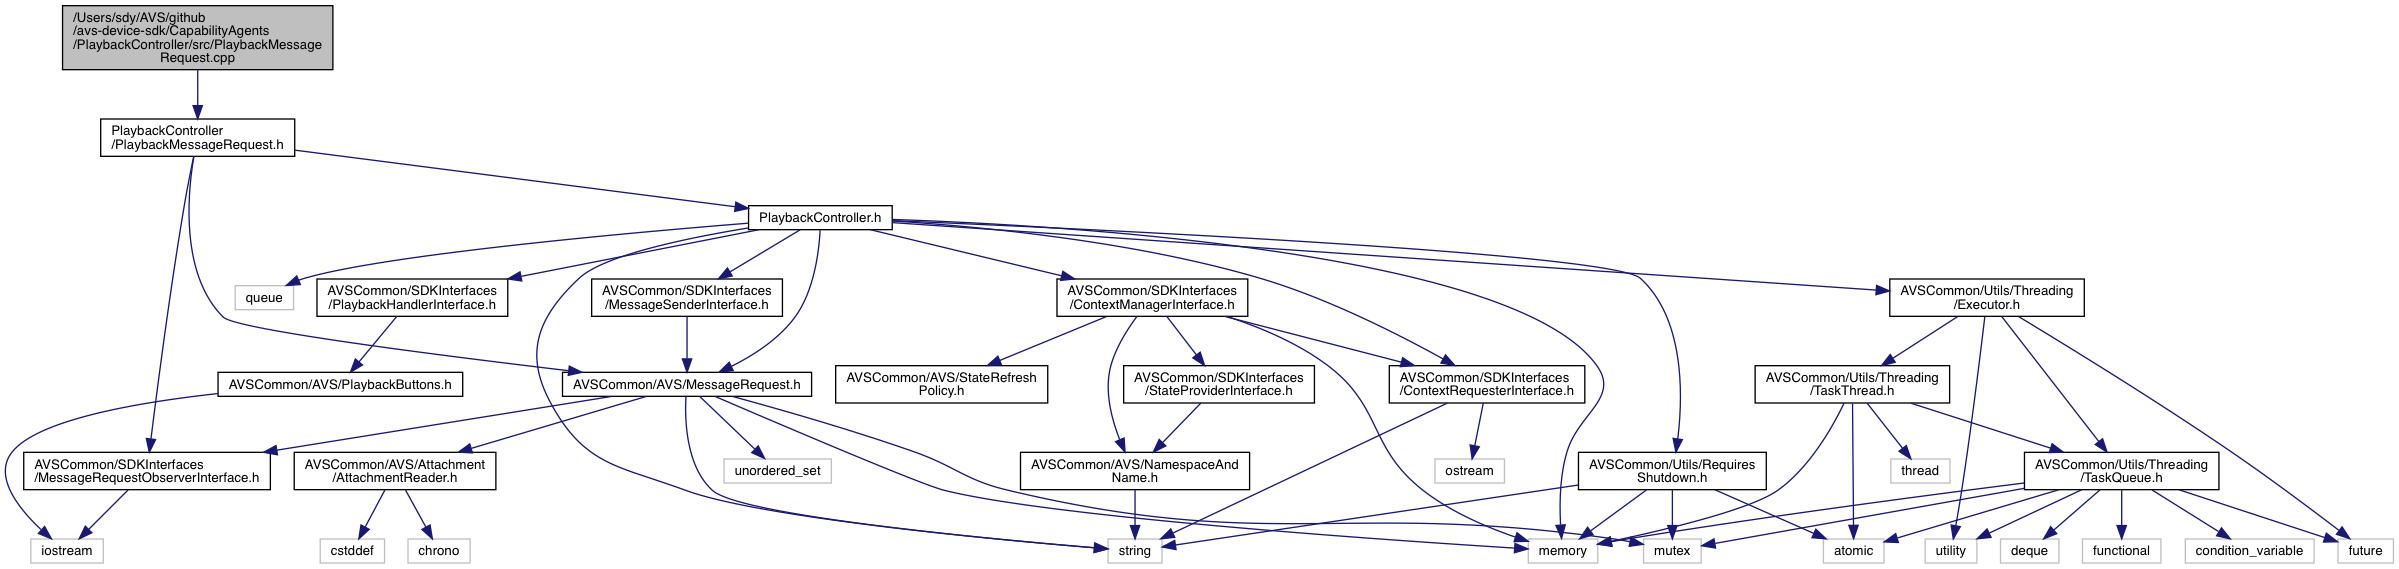 /Users/sdy/AVS/github
/avs-device-sdk/CapabilityAgents
/PlaybackController/src/PlaybackMessage
Request.cpp
PlaybackController
/PlaybackMessageRequest.h
PlaybackController.h
queue
AVSCommon/SDKInterfaces
/PlaybackHandlerInterface.h
AVSCommon/SDKInterfaces
/MessageSenderInterface.h
AVSCommon/SDKInterfaces
/ContextManagerInterface.h
AVSCommon/Utils/Threading
/Executor.h
AVSCommon/AVS/PlaybackButtons.h
AVSCommon/AVS/MessageRequest.h
AVSCommon/AVS/StateRefresh
Policy.h
AVSCommon/SDKInterfaces
/StateProviderInterface.h
AVSCommon/SDKInterfaces
/ContextRequesterInterface.h
AVSCommon/Utils/Threading
/TaskThread.h
AVSCommon/SDKInterfaces
/MessageRequestObserverInterface.h
AVSCommon/AVS/Attachment
/AttachmentReader.h
unordered_set
AVSCommon/AVS/NamespaceAnd
Name.h
ostream
AVSCommon/Utils/Requires
Shutdown.h
thread
AVSCommon/Utils/Threading
/TaskQueue.h
iostream
cstddef
chrono
string
memory
mutex
atomic
utility
deque
functional
condition_variable
future